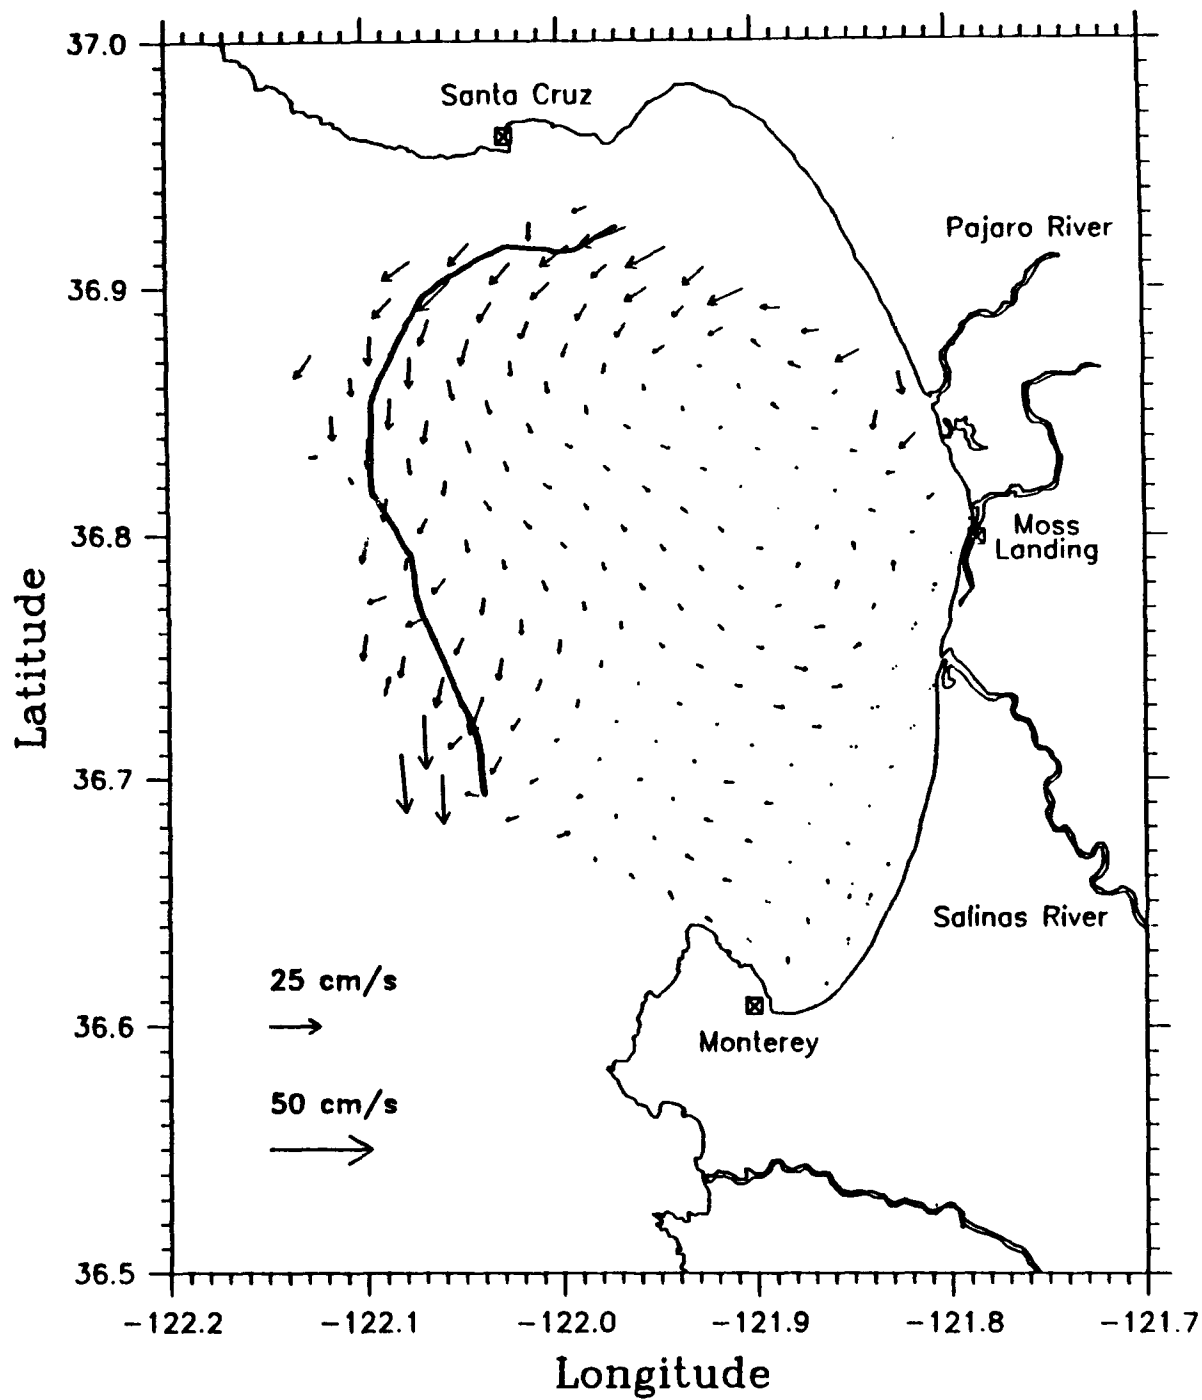 37.0
Santa Cruz
Pajaro River
36.9
Moss
Landing
36.8
Latitude
36.7
Salinas River
25 cm/s
36.6
Monterey
50 cm/s
36.5
-122.2 -122.1 -122.0 -121.9 -121.8 -121.7
Longitude